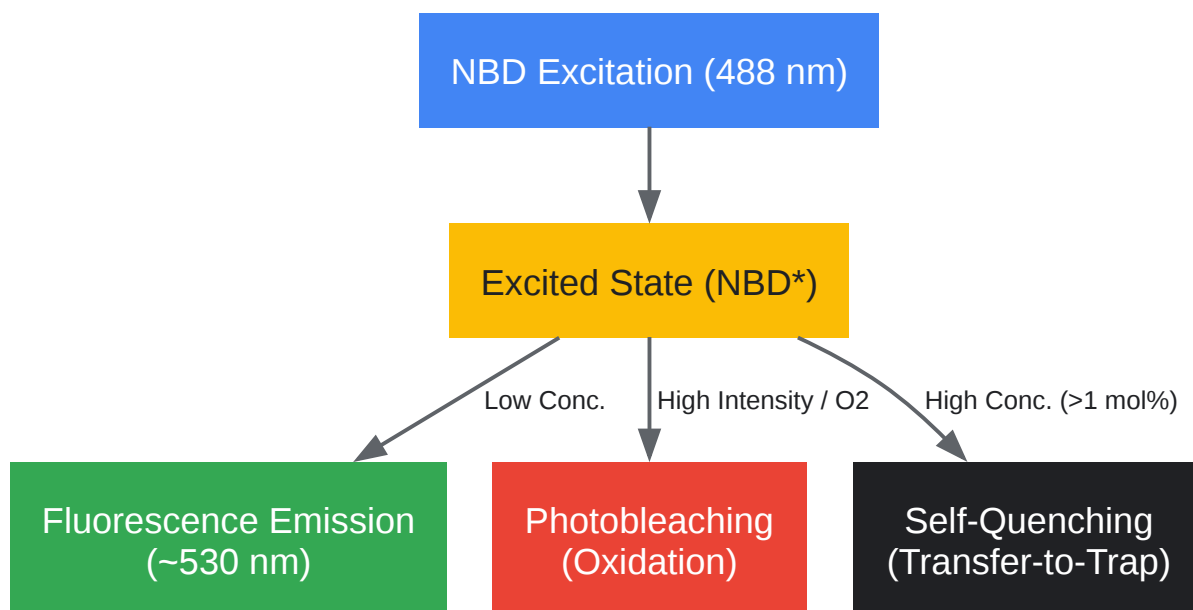 NBD Excitation (488 nm)
Excited State (NBD*)
Low Conc.
High Intensity / O2
High Conc. (>1 mol%)
Fluorescence Emission
(~530 nm)
Photobleaching
(Oxidation)
Self-Quenching
(Transfer-to-Trap)